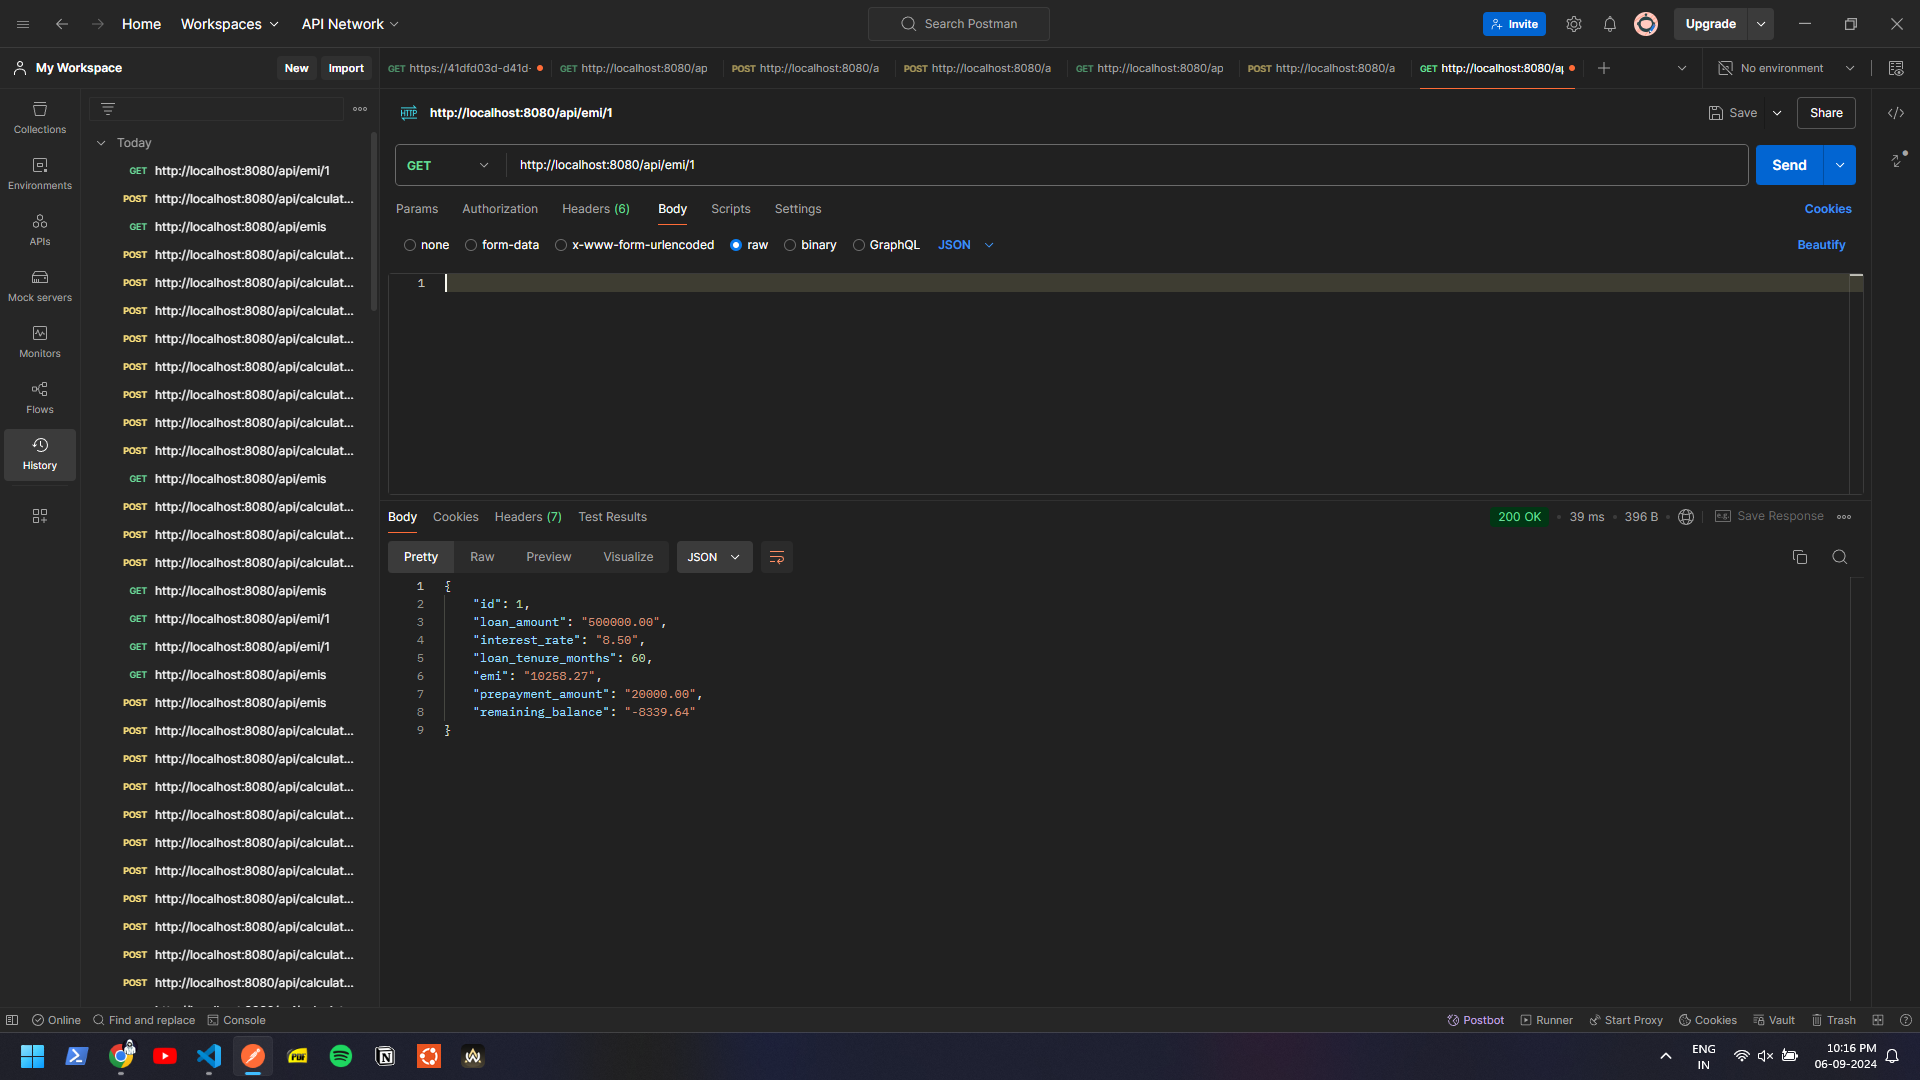 Home
Workspaces
API Network
Search Postman
Invite
Upgrade
My Workspace
New
Import
GET https://41dfd03d-d41d-
GET http://localhost:8080/ap
POST http://localhost:8080/a
POST http://localhost:8080/a
GET http://localhost:8080/ap
POST http://localhost:8080/a
GET http://localhost:8080/ap
No environment
Collections
Environments
APIs
Mock servers
Monitors
Flows
History
Today
GET http://localhost:8080/api/emi/1
POST http://localhost:8080/api/calculat...
GET http://localhost:8080/api/emis
POST http://localhost:8080/api/calculat...
POST http://localhost:8080/api/calculat...
POST http://localhost:8080/api/calculat...
POST http://localhost:8080/api/calculat...
POST http://localhost:8080/api/calculat...
POST http://localhost:8080/api/calculat...
POST http://localhost:8080/api/calculat...
POST http://localhost:8080/api/calculat...
GET http://localhost:8080/api/emis
POST http://localhost:8080/api/calculat...
POST http://localhost:8080/api/calculat...
POST http://localhost:8080/api/calculat...
GET http://localhost:8080/api/emis
GET http://localhost:8080/api/emi/1
GET http://localhost:8080/api/emi/1
GET http://localhost:8080/api/emis
POST http://localhost:8080/api/emis
POST http://localhost:8080/api/calculat...
POST http://localhost:8080/api/calculat...
POST http://localhost:8080/api/calculat...
POST http://localhost:8080/api/calculat...
POST http://localhost:8080/api/calculat...
POST http://localhost:8080/api/calculat...
POST http://localhost:8080/api/calculat...
POST http://localhost:8080/api/calculat...
POST http://localhost:8080/api/calculat...
POST http://localhost:8080/api/calculat...
HTTP http://localhost:8080/api/emi/1
Save
Share
GET http://localhost:8080/api/emi/1
Send
Params Authorization Headers (6) Body Scripts Settings
Cookies
none form-data x-www-form-urlencoded raw binary GraphQL JSON
Beautify
1
Body Cookies Headers (7) Test Results
200 OK • 39 ms • 396 B
e.g. Save Response
Pretty Raw Preview Visualize JSON
1 {
2 "id": 1,
3 "loan_amount": "500000.00",
4 "interest_rate": "8.50",
5 "loan_tenure_months": 60,
6 "emi": "10258.27",
7 "prepayment_amount": "20000.00",
8 "remaining_balance": "-8339.64"
9 }
Online
Find and replace
Console
Postbot
Runner
Start Proxy
Cookies
Vault
Trash
PDF
ENG
IN
10:16 PM
06-09-2024